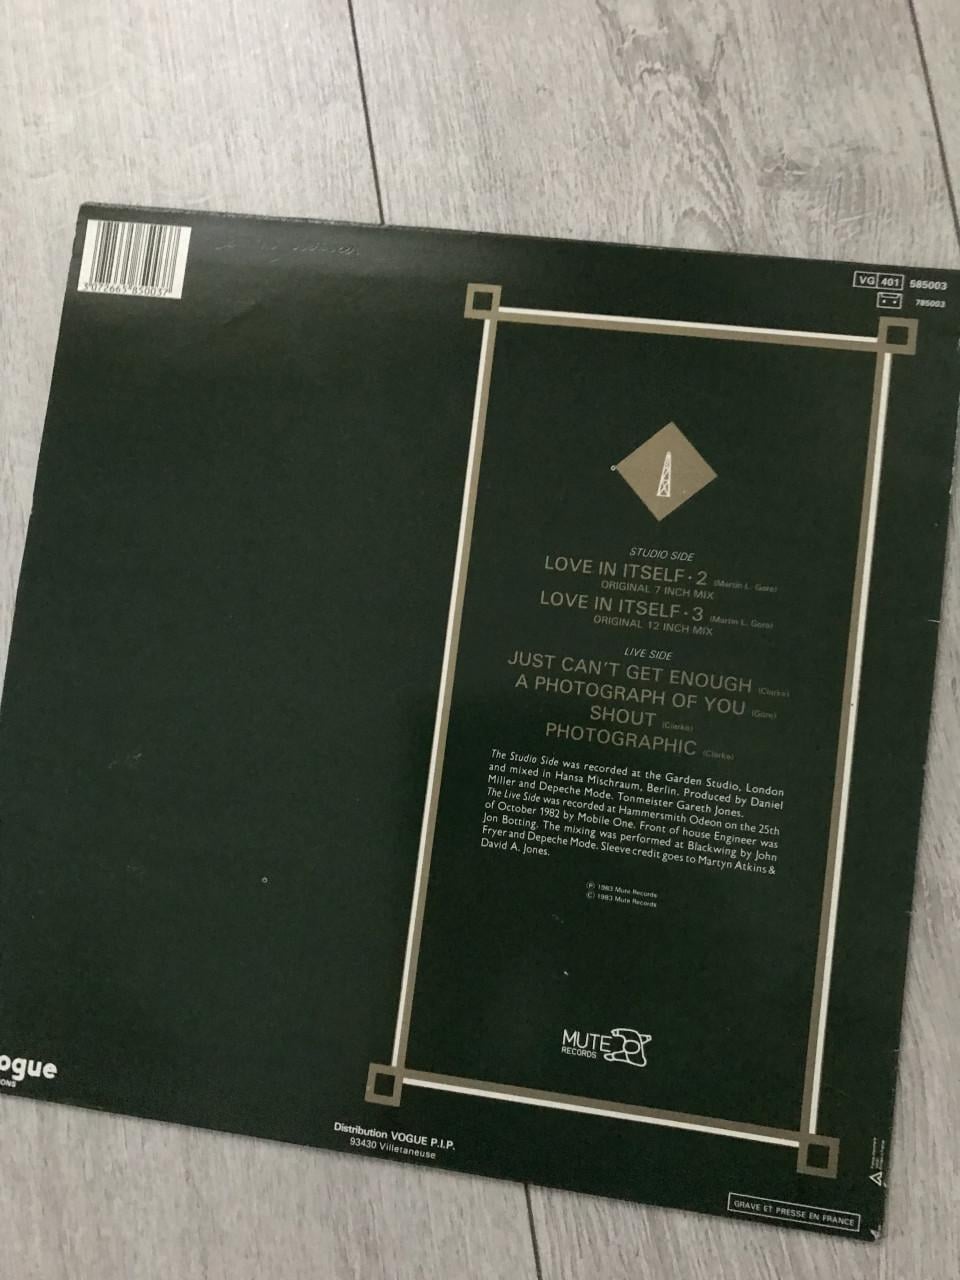 3 072663 850037
VG 401 585003
785003
STUDIO SIDE
LOVE IN ITSELF·2 (Martin L. Gore)
ORIGINAL 7 INCH MIX
LOVE IN ITSELF·3 (Martin L. Gore)
ORIGINAL 12 INCH MIX
LIVE SIDE
JUST CAN'T GET ENOUGH (Clarke)
A PHOTOGRAPH OF YOU (Gore)
SHOUT (Clarke)
PHOTOGRAPHIC (Clarke)
The Studio Side was recorded at the Garden Studio, London
and mixed in Hansa Mischraum, Berlin. Produced by Daniel
Miller and Depeche Mode. Tonmeister Gareth Jones.
The Live Side was recorded at Hammersmith Odeon on the 25th
of October 1982 by Mobile One. Front of house Engineer was
Jon Botting. The mixing was performed at Blackwing by John
Fryer and Depeche Mode. Sleeve credit goes to Martyn Atkins &
David A. Jones.
Ⓟ 1983 Mute Records
© 1983 Mute Records
MUTE
RECORDS
ogue
ONS
Distribution VOGUE P.I.P.
93430 Villetaneuse
GRAVE ET PRESSE EN FRANCE